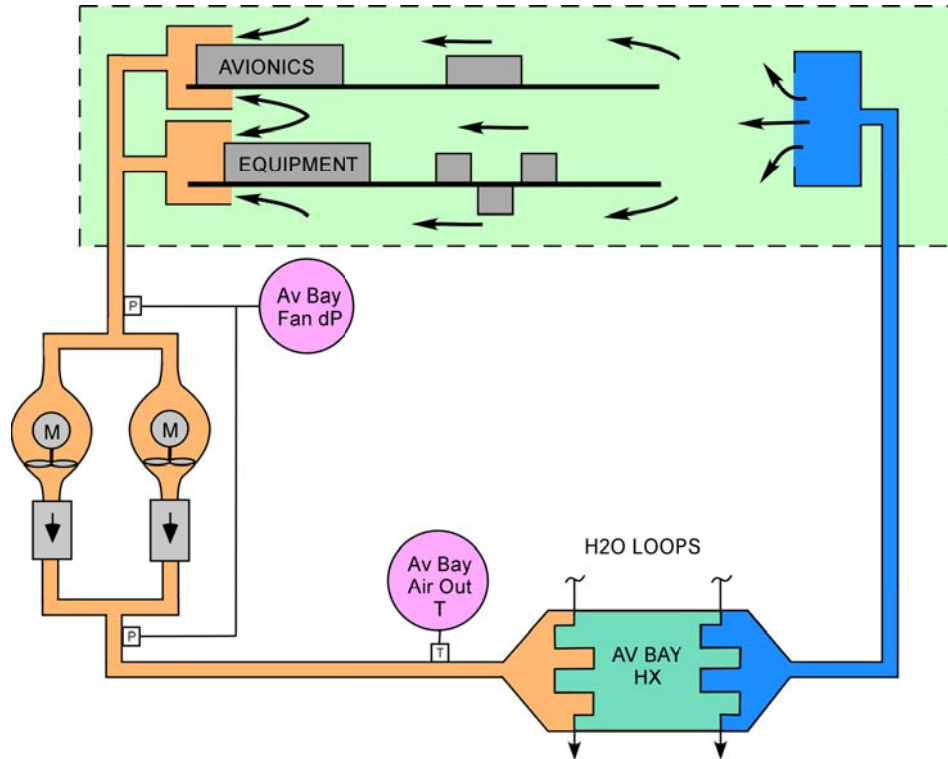 AVIONICS
EQUIPMENT
P
Av Bay
Fan dP
M
M
Av Bay
Air Out
T
H2O LOOPS
P
T
AV BAY
HX